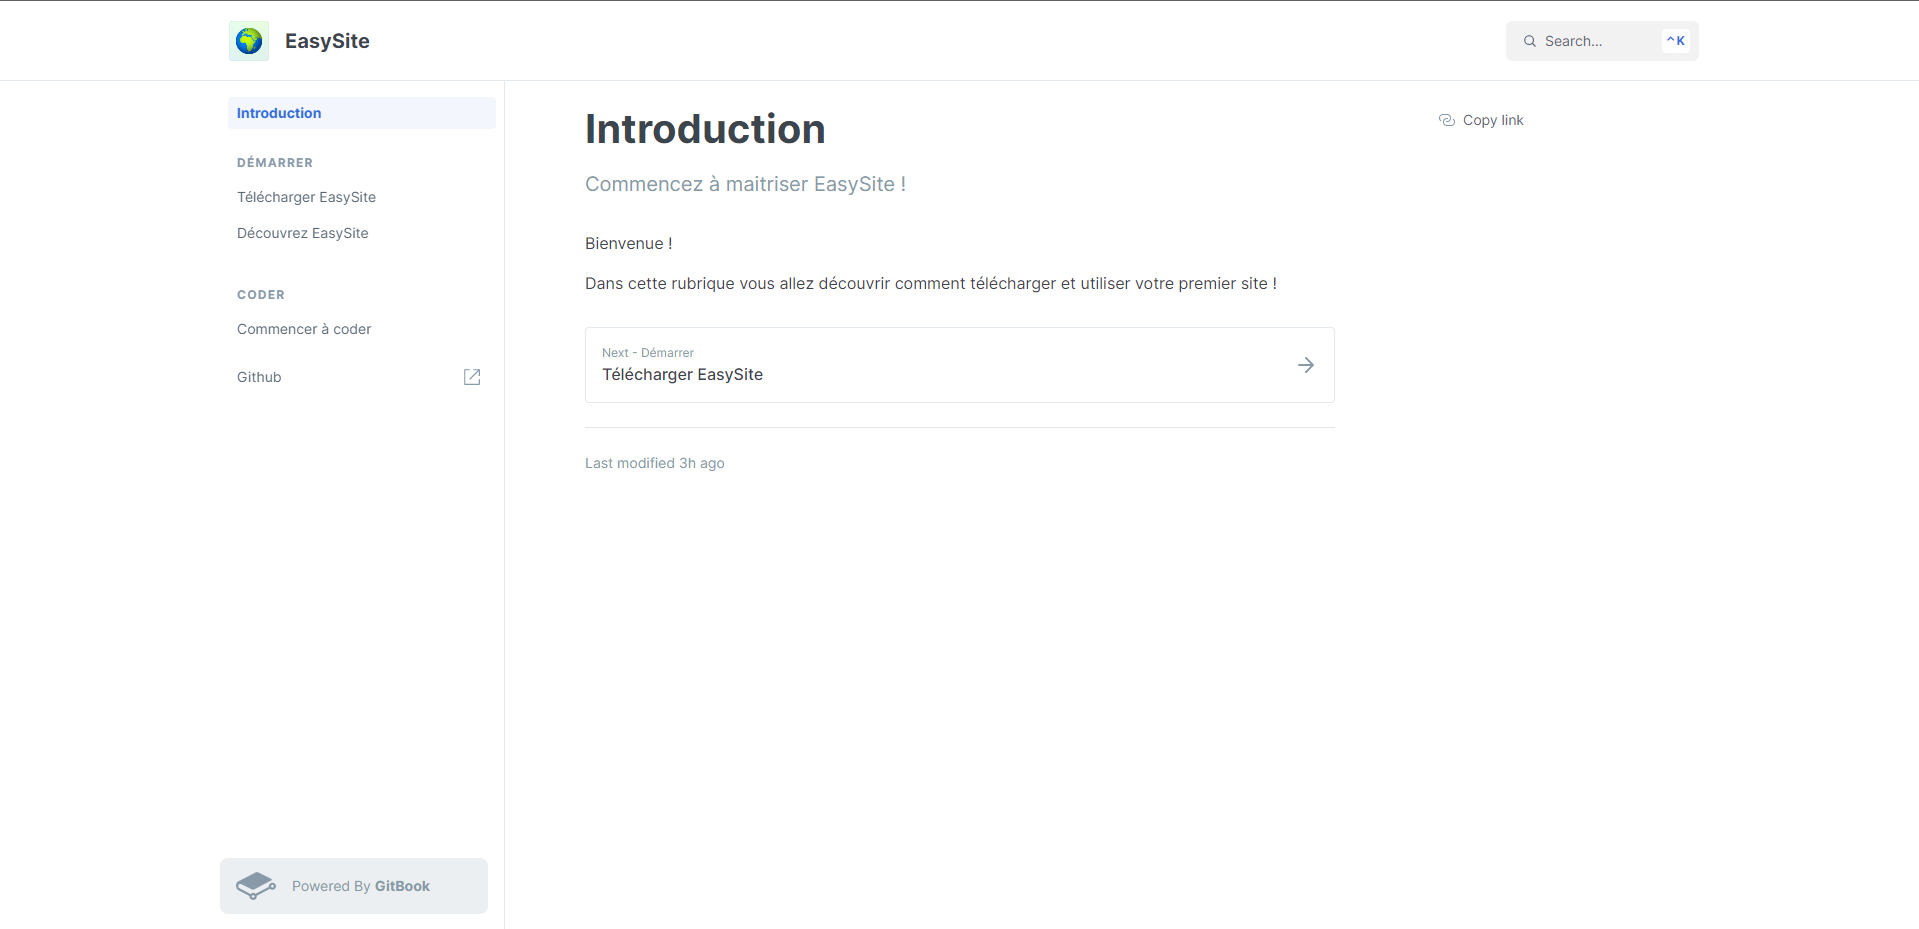 EasySite
Search...
^K
Introduction
DÉMARRER
Télécharger EasySite
Découvrez EasySite
CODER
Commencer à coder
Github
Powered By GitBook
Introduction
Copy link
Commencez à maitriser EasySite !
Bienvenue !
Dans cette rubrique vous allez découvrir comment télécharger et utiliser votre premier site !
Next - Démarrer
Télécharger EasySite
Last modified 3h ago